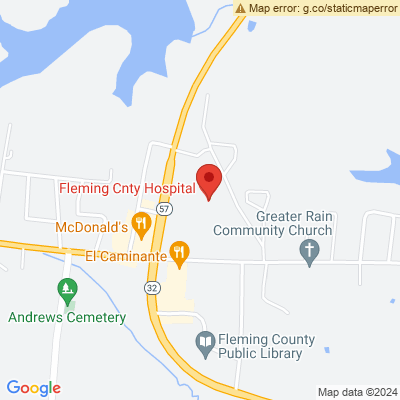 Map error: g.co/staticmaperror
Fleming Cnty Hospital
57
McDonald's
Greater Rain
Community Church
El Caminante
32
Andrews Cemetery
Fleming County
Public Library
Google
Map data ©2024